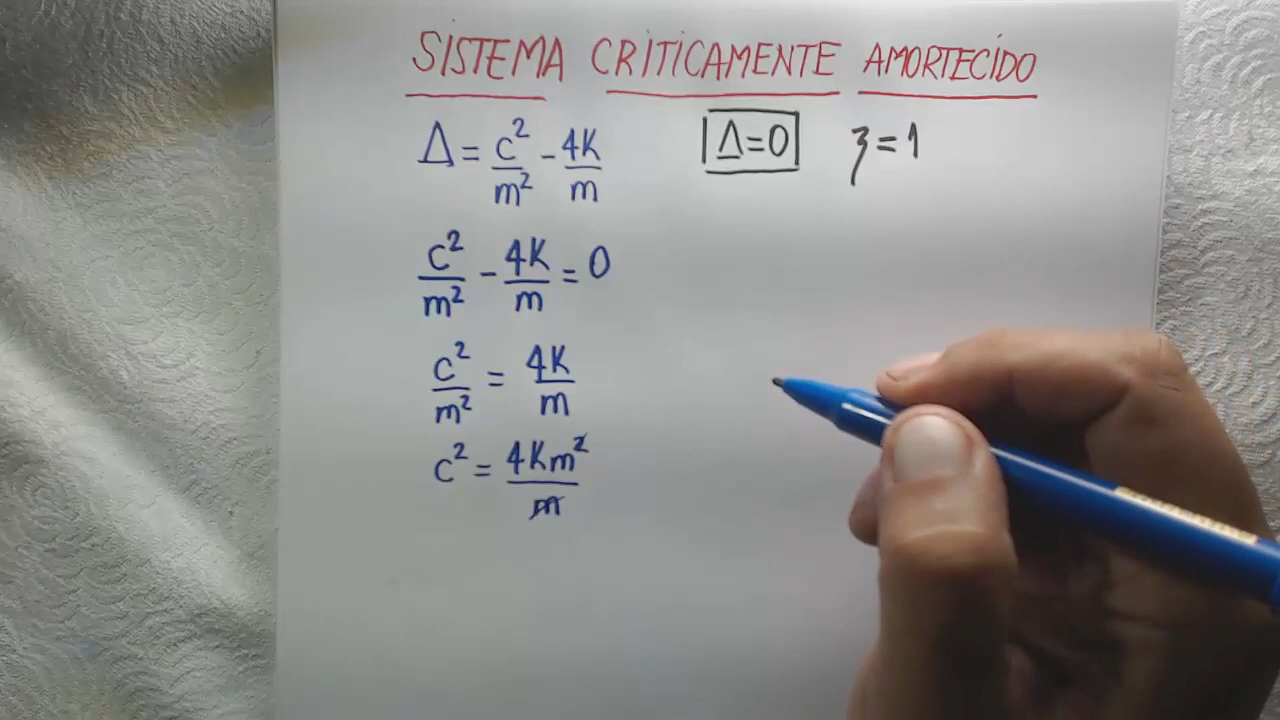 SISTEMA CRITICAMENTE AMORTECIDO
Δ = c²/m² - 4K/m
Δ=0
ζ = 1
c²/m² - 4K/m = 0
c²/m² = 4K/m
c² = 4Km²/m